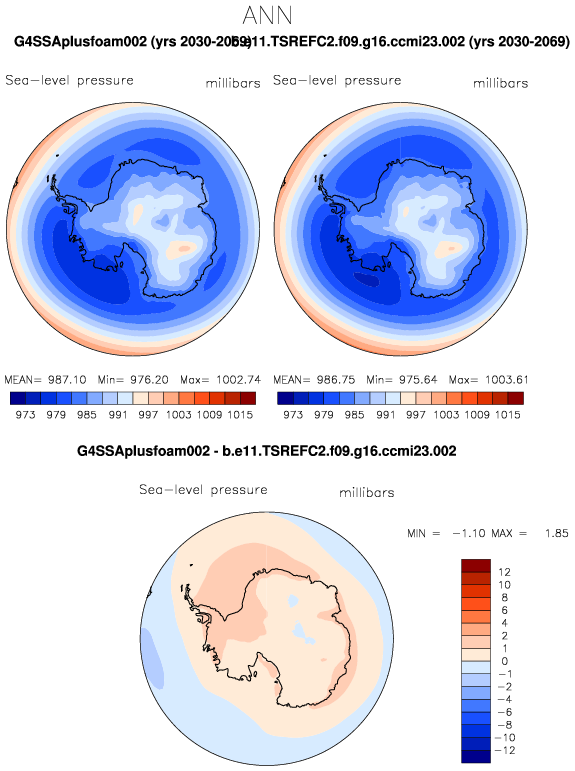 ANN
G4SSAplusfoam002 (yrs 2030-2069) b.e11.TSREFC2.f09.g16.ccmi23.002 (yrs 2030-2069)
Sea-level pressure millibars Sea-level pressure millibars
MEAN= 987.10 Min= 976.20 Max= 1002.74 MEAN= 986.75 Min= 975.64 Max= 1003.61
973 979 985 991 997 1003 1009 1015 973 979 985 991 997 1003 1009 1015
G4SSAplusfoam002 - b.e11.TSREFC2.f09.g16.ccmi23.002
Sea-level pressure millibars
MIN = -1.10 MAX = 1.85
12
10
8
6
4
2
1
0
-1
-2
-4
-6
-8
-10
-12